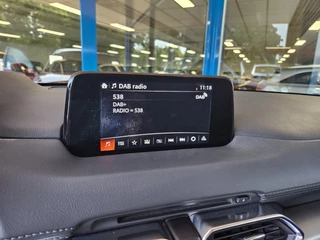 DAB radio 11:18
538 DAB
DAB+
RADIO = 538